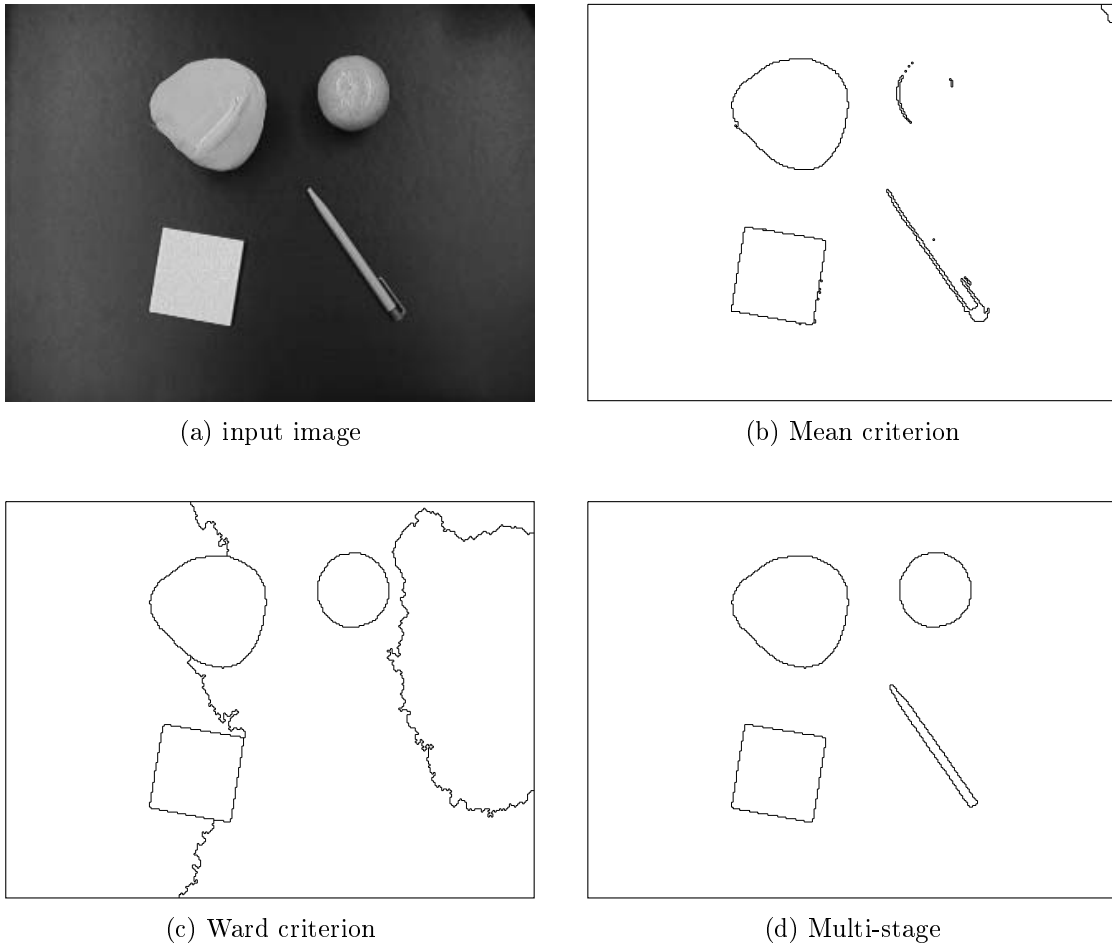 (a) input image
(b) Mean criterion
(c) Ward criterion
(d) Multi-stage